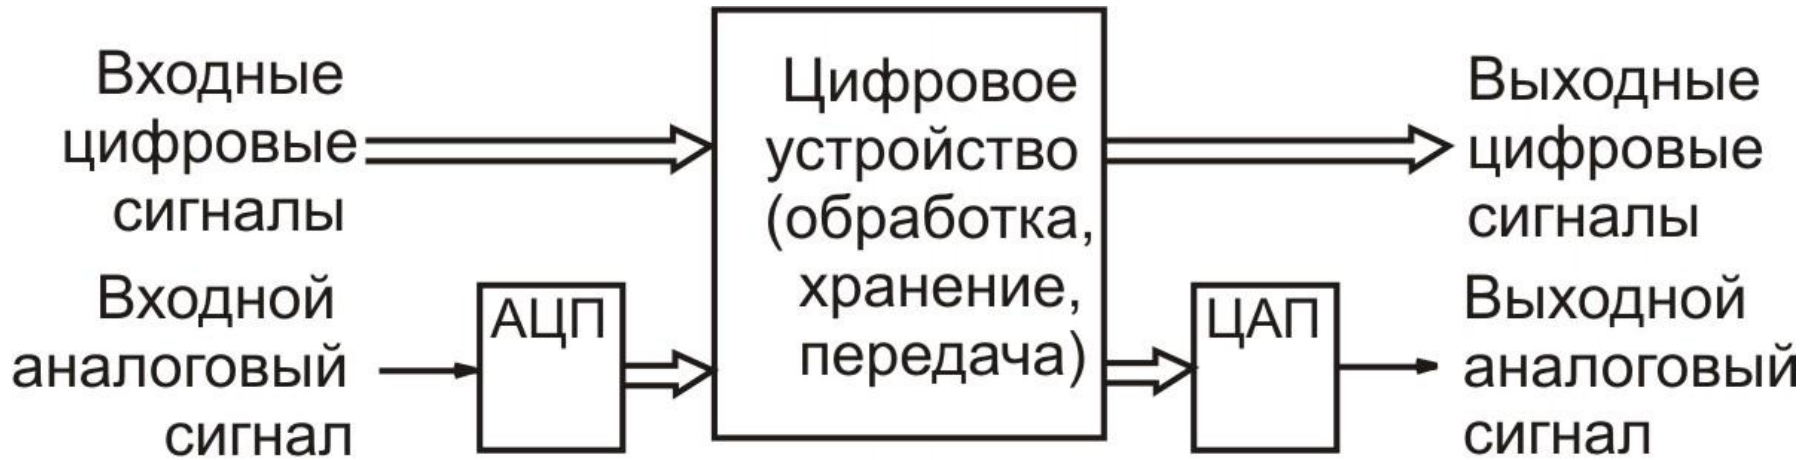 Входные
цифровые
сигналы
Входной
аналоговый
сигнал
АЦП
Цифровое
устройство
(обработка,
хранение,
передача)
ЦАП
Выходные
цифровые
сигналы
Выходной
аналоговый
сигнал